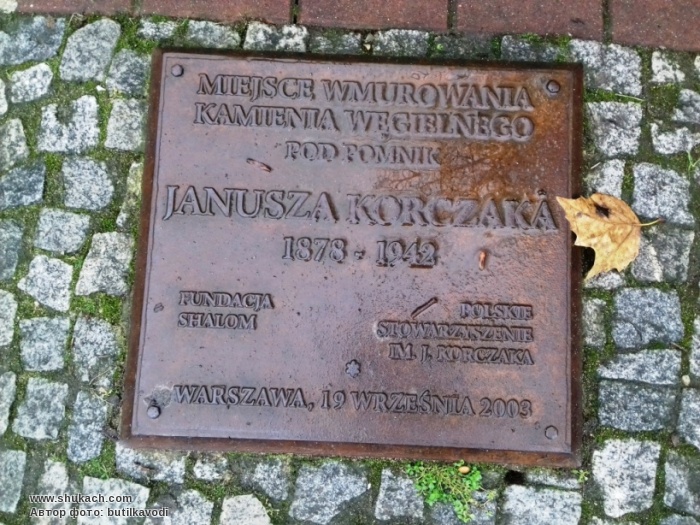 MIEJSCE WMUROWANIA
KAMIENIA WĘGIELNEGO
POD POMNIK
JANUSZA KORCZAKA
1878 - 1942
FUNDACJA
SHALOM
POLSKIE
STOWARZYSZENIE
IM. J. KORCZAKA
WARSZAWA, 19 WRZEŚNIA 2003
www.shukach.com
Автор фото: butilkavodi